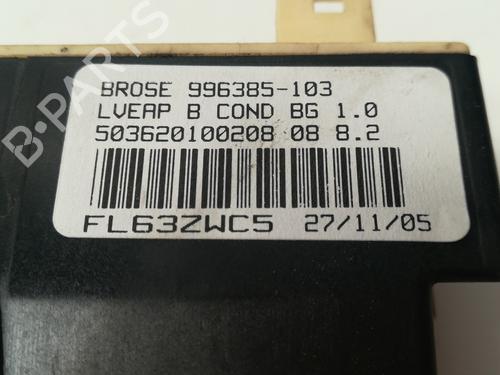 BROSE 996385-103
LVEAP B COND BG 1.0
503620100208 08 8.2
FL63ZWC5 27/11/05
B-PARTS